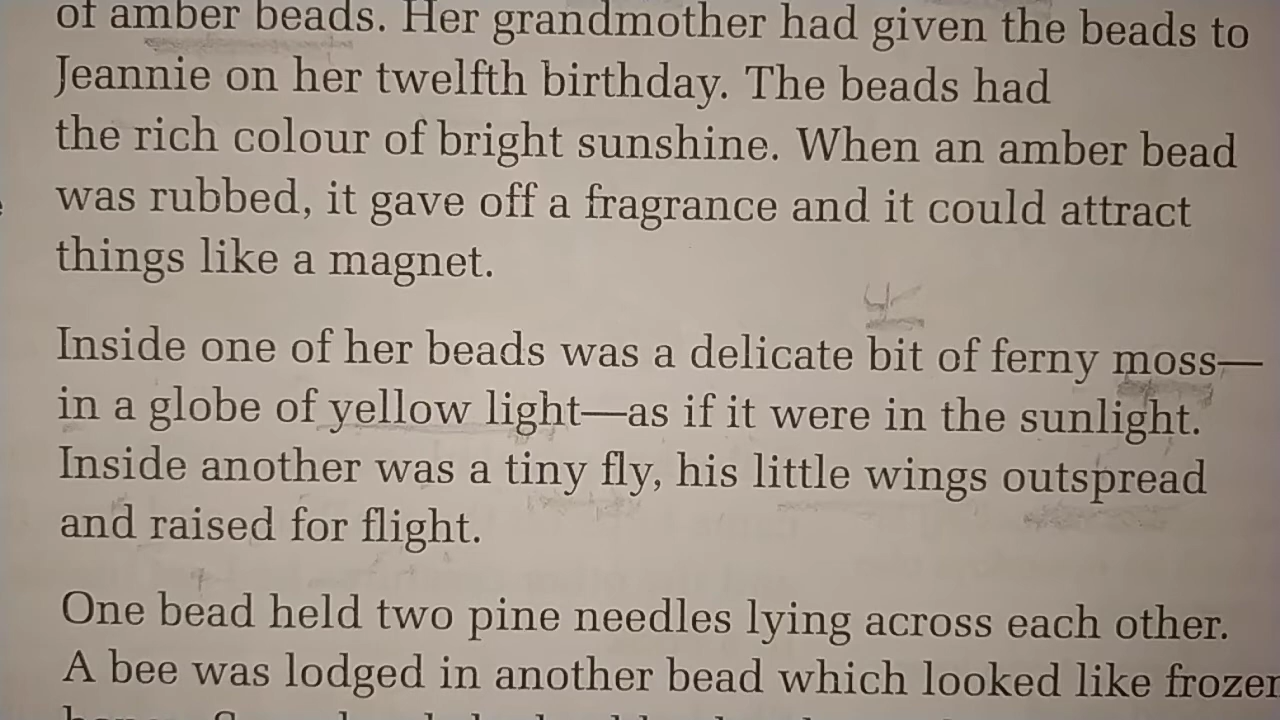 of amber beads. Her grandmother had given the beads to
Jeannie on her twelfth birthday. The beads had
the rich colour of bright sunshine. When an amber bead
was rubbed, it gave off a fragrance and it could attract
things like a magnet.
Inside one of her beads was a delicate bit of ferny moss—
in a globe of yellow light—as if it were in the sunlight.
Inside another was a tiny fly, his little wings outspread
and raised for flight.
One bead held two pine needles lying across each other.
A bee was lodged in another bead which looked like frozen